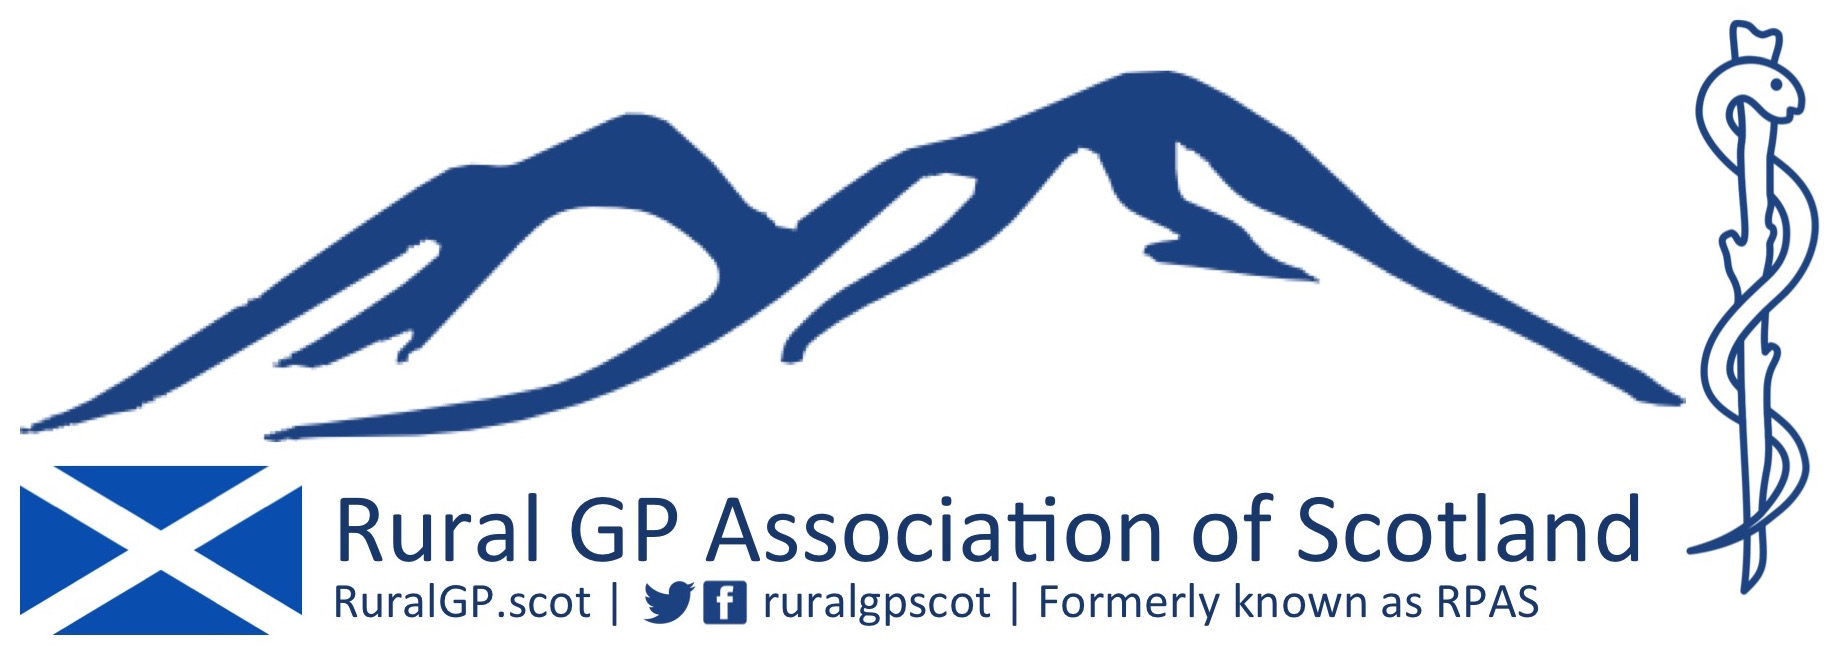 Rural GP Association of Scotland
RuralGP.scot | ruralgpscot | Formerly known as RPAS